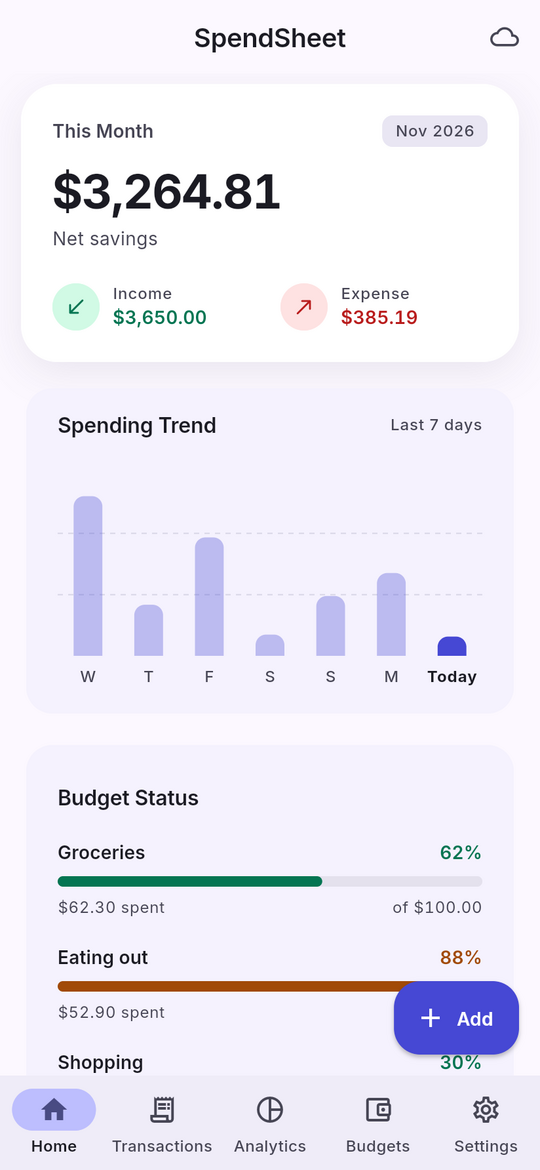 SpendSheet
This Month
Nov 2026
$3,264.81
Net savings
Income
$3,650.00
Expense
$385.19
Spending Trend
Last 7 days
W T F S S M Today
Budget Status
Groceries
62%
$62.30 spent
of $100.00
Eating out
88%
$52.90 spent
Add
Shopping
30%
Home
Transactions
Analytics
Budgets
Settings